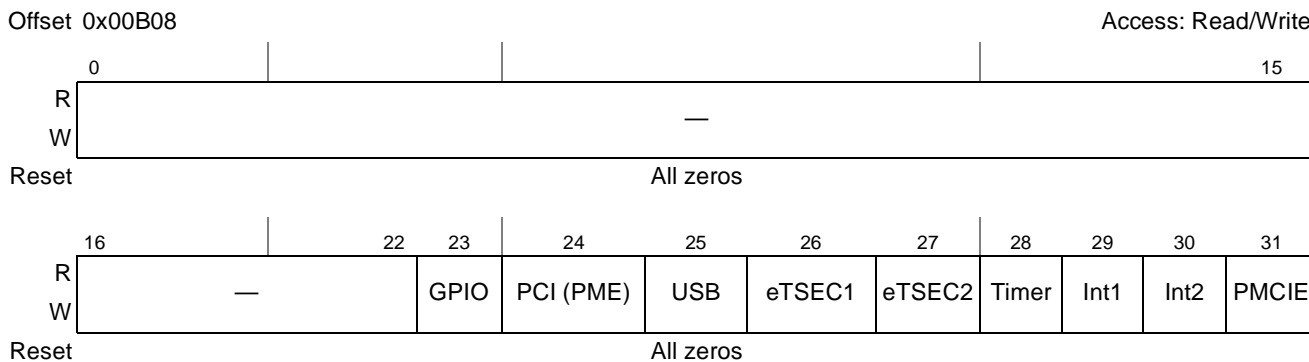 Offset 0x00B08 Access: Read/Write
0 15
R
—
W
Reset All zeros
16 22 23 24 25 26 27 28 29 30 31
R
— GPIO PCI (PME) USB eTSEC1 eTSEC2 Timer Int1 Int2 PMCIE
W
Reset All zeros